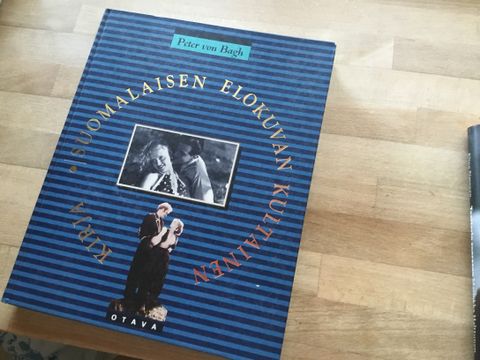 Peter von Bagh
SUOMALAISEN ELOKUVAN KULTAINEN KIRJA •
OTAVA